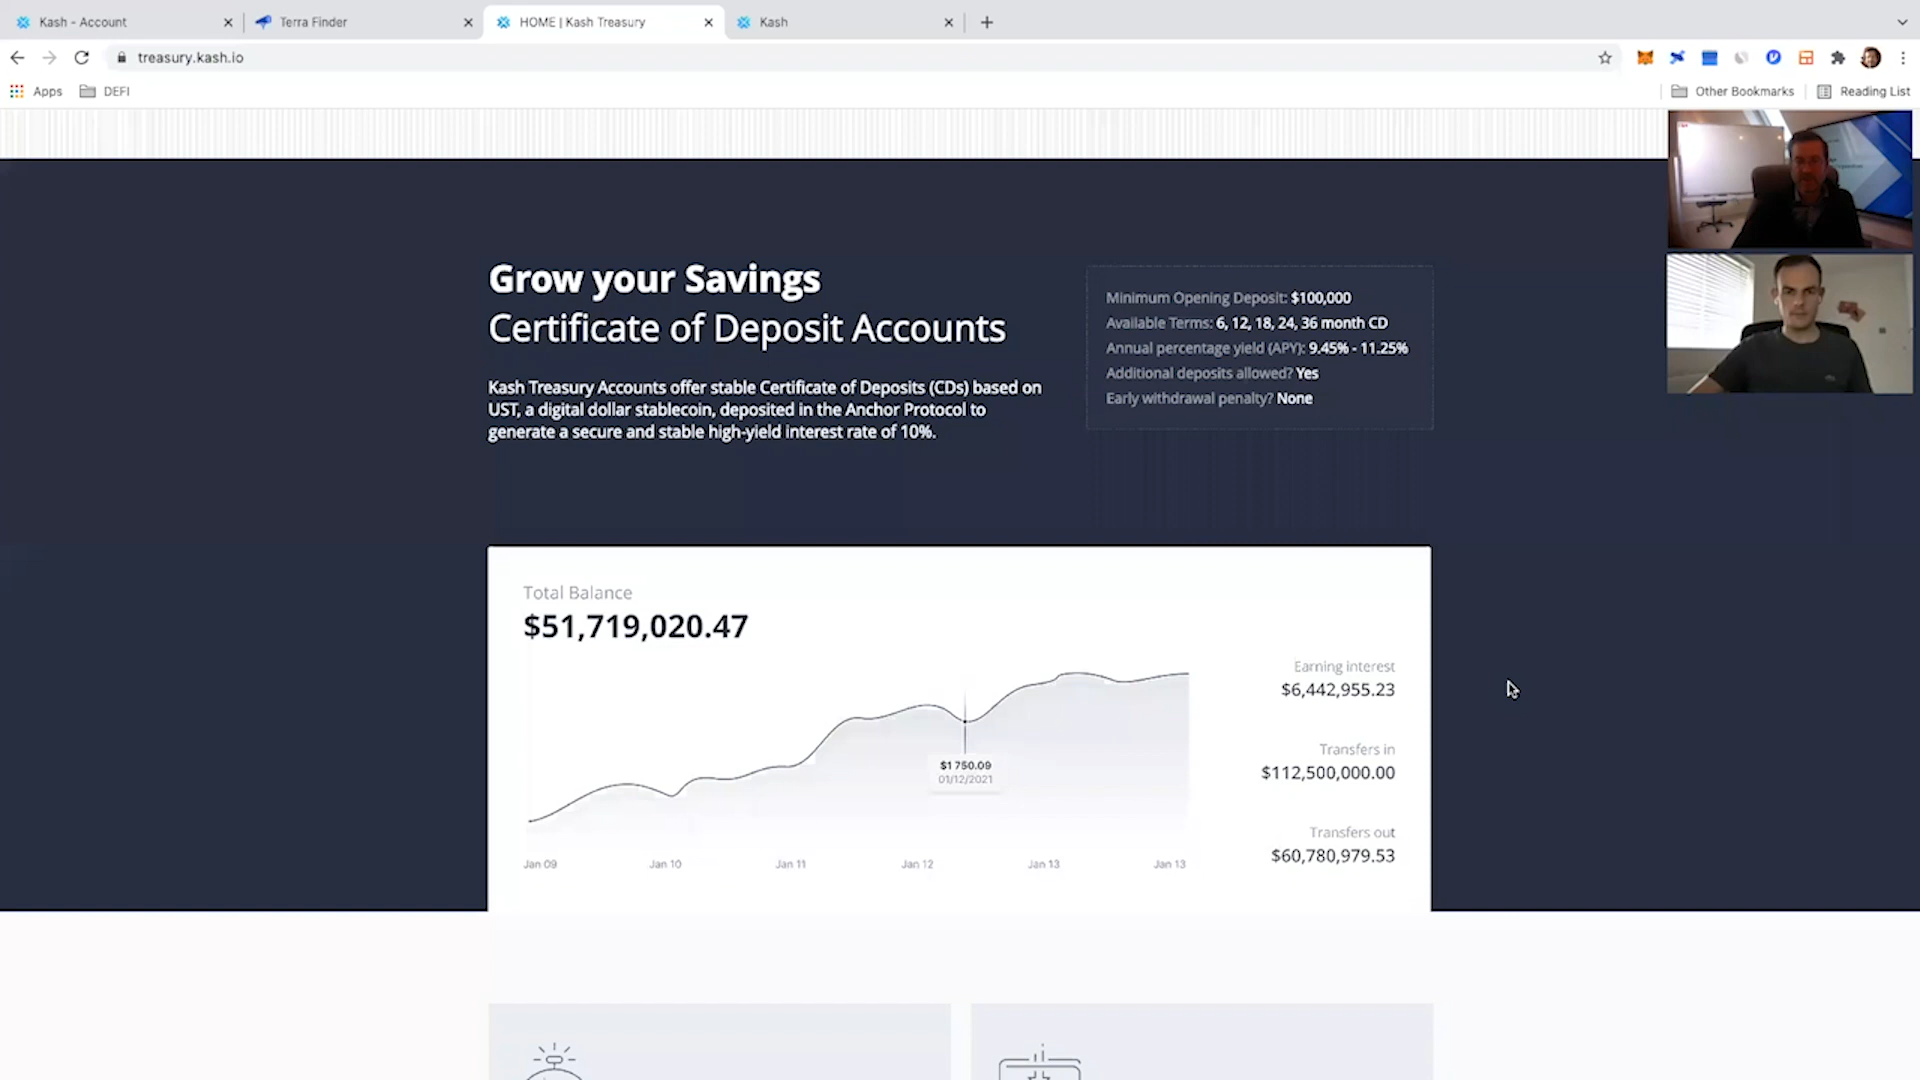 Kash - Account
Terra Finder
HOME | Kash Treasury
Kash
treasury.kash.io
Apps
DEFI
Other Bookmarks
Reading List
Grow your Savings
Certificate of Deposit Accounts
Kash Treasury Accounts offer stable Certificate of Deposits (CDs) based on
UST, a digital dollar stablecoin, deposited in the Anchor Protocol to
generate a secure and stable high-yield interest rate of 10%.
Minimum Opening Deposit: $100,000
Available Terms: 6, 12, 18, 24, 36 month CD
Annual percentage yield (APY): 9.45% - 11.25%
Additional deposits allowed? Yes
Early withdrawal penalty? None
Total Balance
$51,719,020.47
Earning interest
$6,442,955.23
Transfers in
$112,500,000.00
Transfers out
$60,780,979.53
$1 750.09
01/12/2021
Jan 09
Jan 10
Jan 11
Jan 12
Jan 13
Jan 13